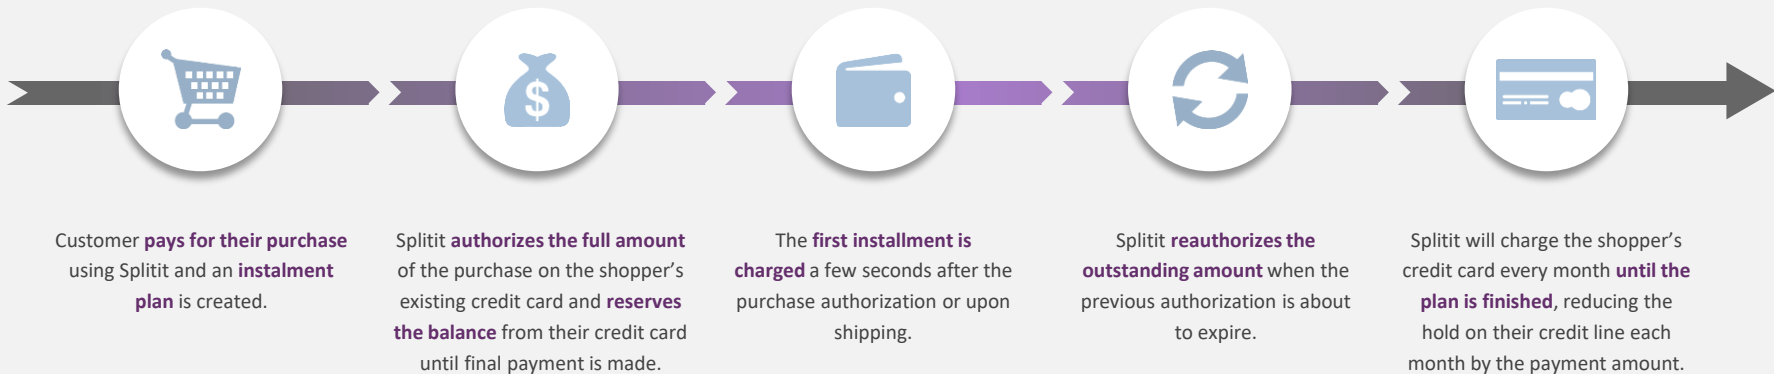 $
Customer pays for their purchase
using Splitit and an instalment
plan is created.
Splitit authorizes the full amount
of the purchase on the shopper’s
existing credit card and reserves
the balance from their credit card
until final payment is made.
The first installment is
charged a few seconds after the
purchase authorization or upon
shipping.
Splitit reauthorizes the
outstanding amount when the
previous authorization is about
to expire.
Splitit will charge the shopper’s
credit card every month until the
plan is finished, reducing the
hold on their credit line each
month by the payment amount.